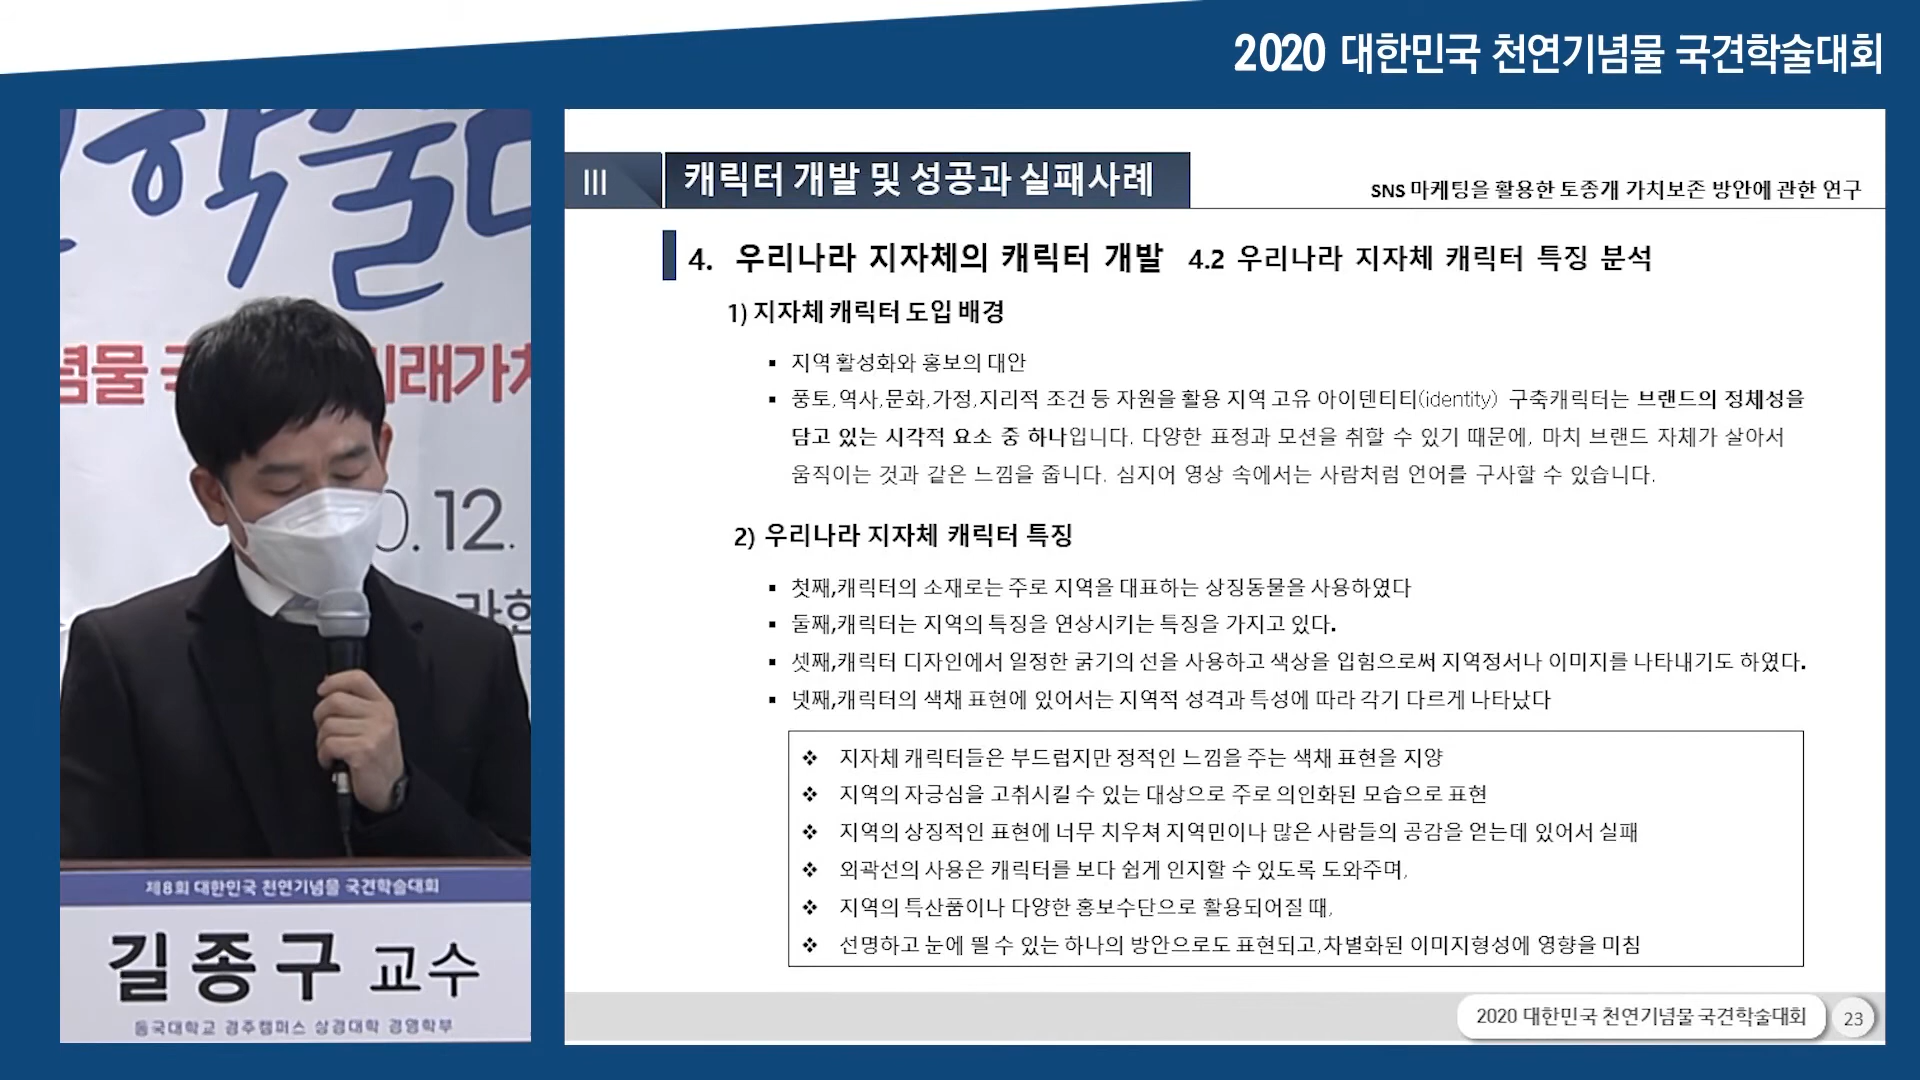 2020 대한민국 천연기념물 국견학술대회
학술대
념물 국 미래가치
0. 12.
제8회 대한민국 천연기념물 국견학술대회
길종구 교수
동국대학교 경주캠퍼스 상경대학 경영학부
III 캐릭터 개발 및 성공과 실패사례
SNS 마케팅을 활용한 토종개 가치보존 방안에 관한 연구
4. 우리나라 지자체의 캐릭터 개발 4.2 우리나라 지자체 캐릭터 특징 분석
1) 지자체 캐릭터 도입 배경
▪ 지역 활성화와 홍보의 대안
▪ 풍토,역사,문화,가정,지리적 조건 등 자원을 활용 지역 고유 아이덴티티(identity) 구축캐릭터는 브랜드의 정체성을
담고 있는 시각적 요소 중 하나입니다. 다양한 표정과 모션을 취할 수 있기 때문에, 마치 브랜드 자체가 살아서
움직이는 것과 같은 느낌을 줍니다. 심지어 영상 속에서는 사람처럼 언어를 구사할 수 있습니다.
2) 우리나라 지자체 캐릭터 특징
▪ 첫째,캐릭터의 소재로는 주로 지역을 대표하는 상징동물을 사용하였다
▪ 둘째,캐릭터는 지역의 특징을 연상시키는 특징을 가지고 있다.
▪ 셋째,캐릭터 디자인에서 일정한 굵기의 선을 사용하고 색상을 입힘으로써 지역정서나 이미지를 나타내기도 하였다.
▪ 넷째,캐릭터의 색채 표현에 있어서는 지역적 성격과 특성에 따라 각기 다르게 나타났다
❖ 지자체 캐릭터들은 부드럽지만 정적인 느낌을 주는 색채 표현을 지양
❖ 지역의 자긍심을 고취시킬 수 있는 대상으로 주로 의인화된 모습으로 표현
❖ 지역의 상징적인 표현에 너무 치우쳐 지역민이나 많은 사람들의 공감을 얻는데 있어서 실패
❖ 외곽선의 사용은 캐릭터를 보다 쉽게 인지할 수 있도록 도와주며,
❖ 지역의 특산품이나 다양한 홍보수단으로 활용되어질 때,
❖ 선명하고 눈에 띌 수 있는 하나의 방안으로도 표현되고,차별화된 이미지형성에 영향을 미침
2020 대한민국 천연기념물 국견학술대회 23